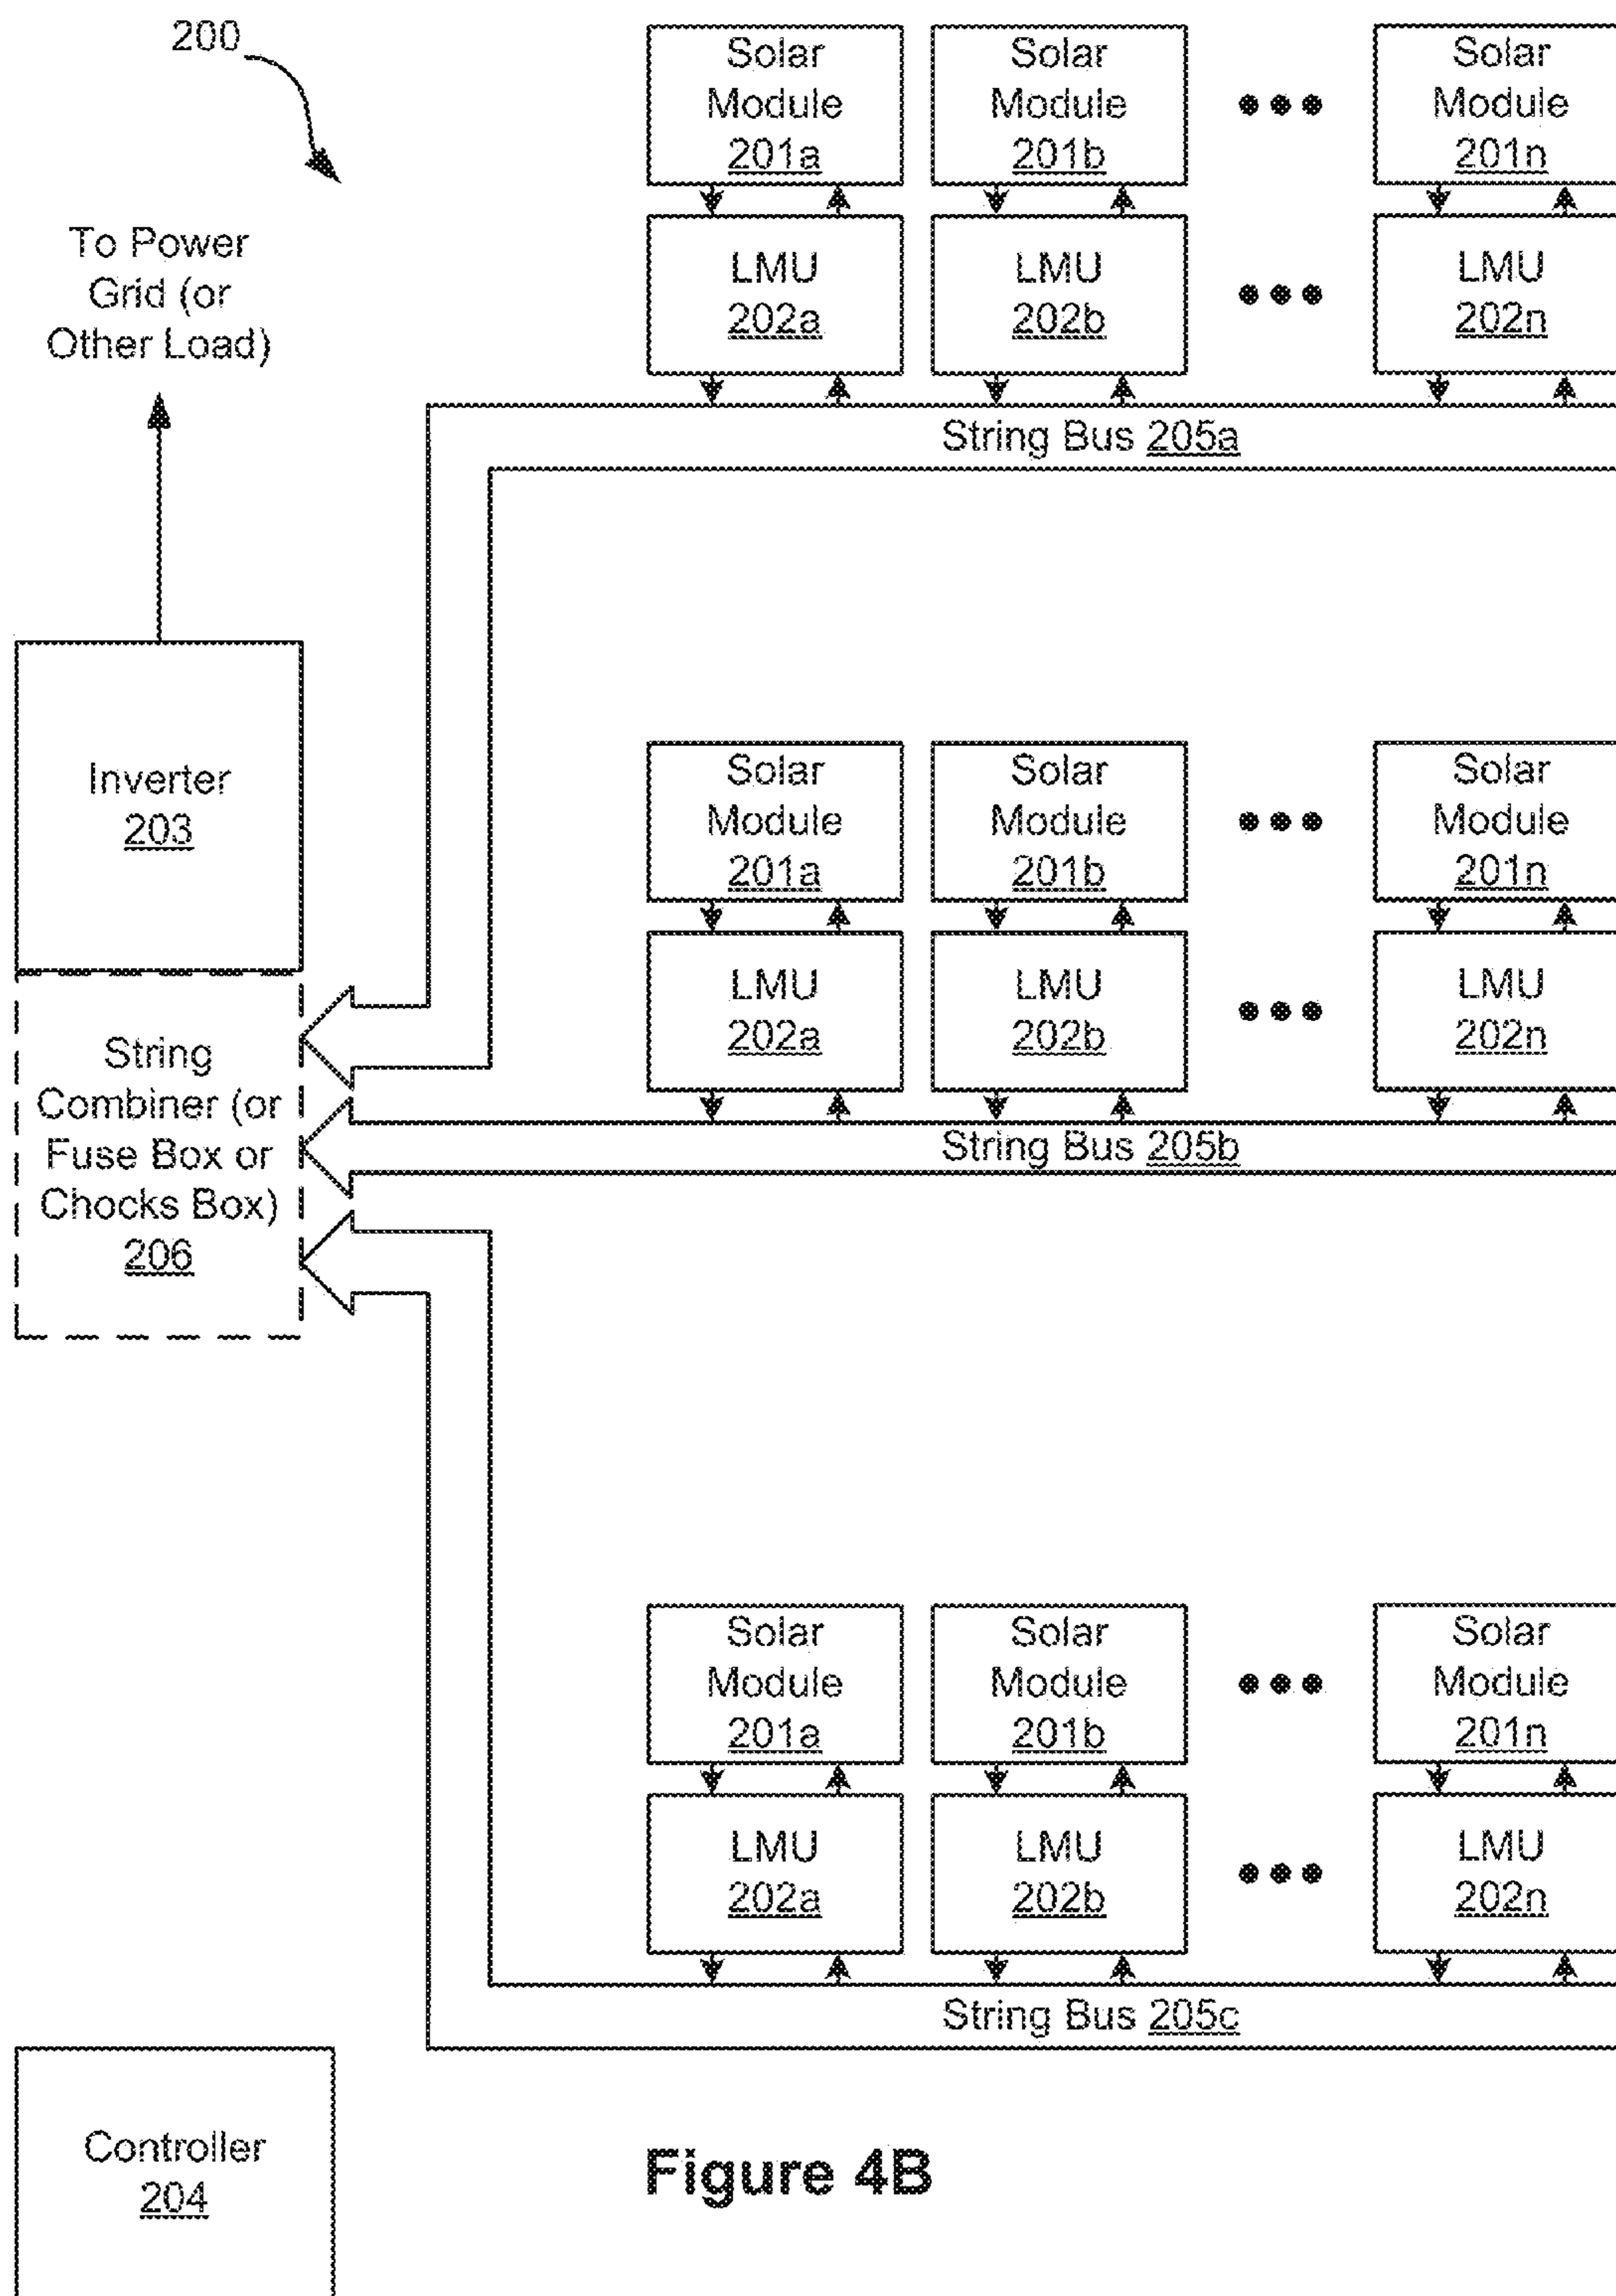 200
To Power
Grid (or
Other Load)
Solar
Module
201a
Solar
Module
201b
Solar
Module
201n
LMU
202a
LMU
202b
LMU
202n
String Bus 205a
Inverter
203
Solar
Module
201a
Solar
Module
201b
Solar
Module
201n
LMU
202a
LMU
202b
LMU
202n
String Bus 205b
String
Combiner (or
Fuse Box or
Chocks Box)
206
Solar
Module
201a
Solar
Module
201b
Solar
Module
201n
LMU
202a
LMU
202b
LMU
202n
String Bus 205c
Controller
204
Figure 4B